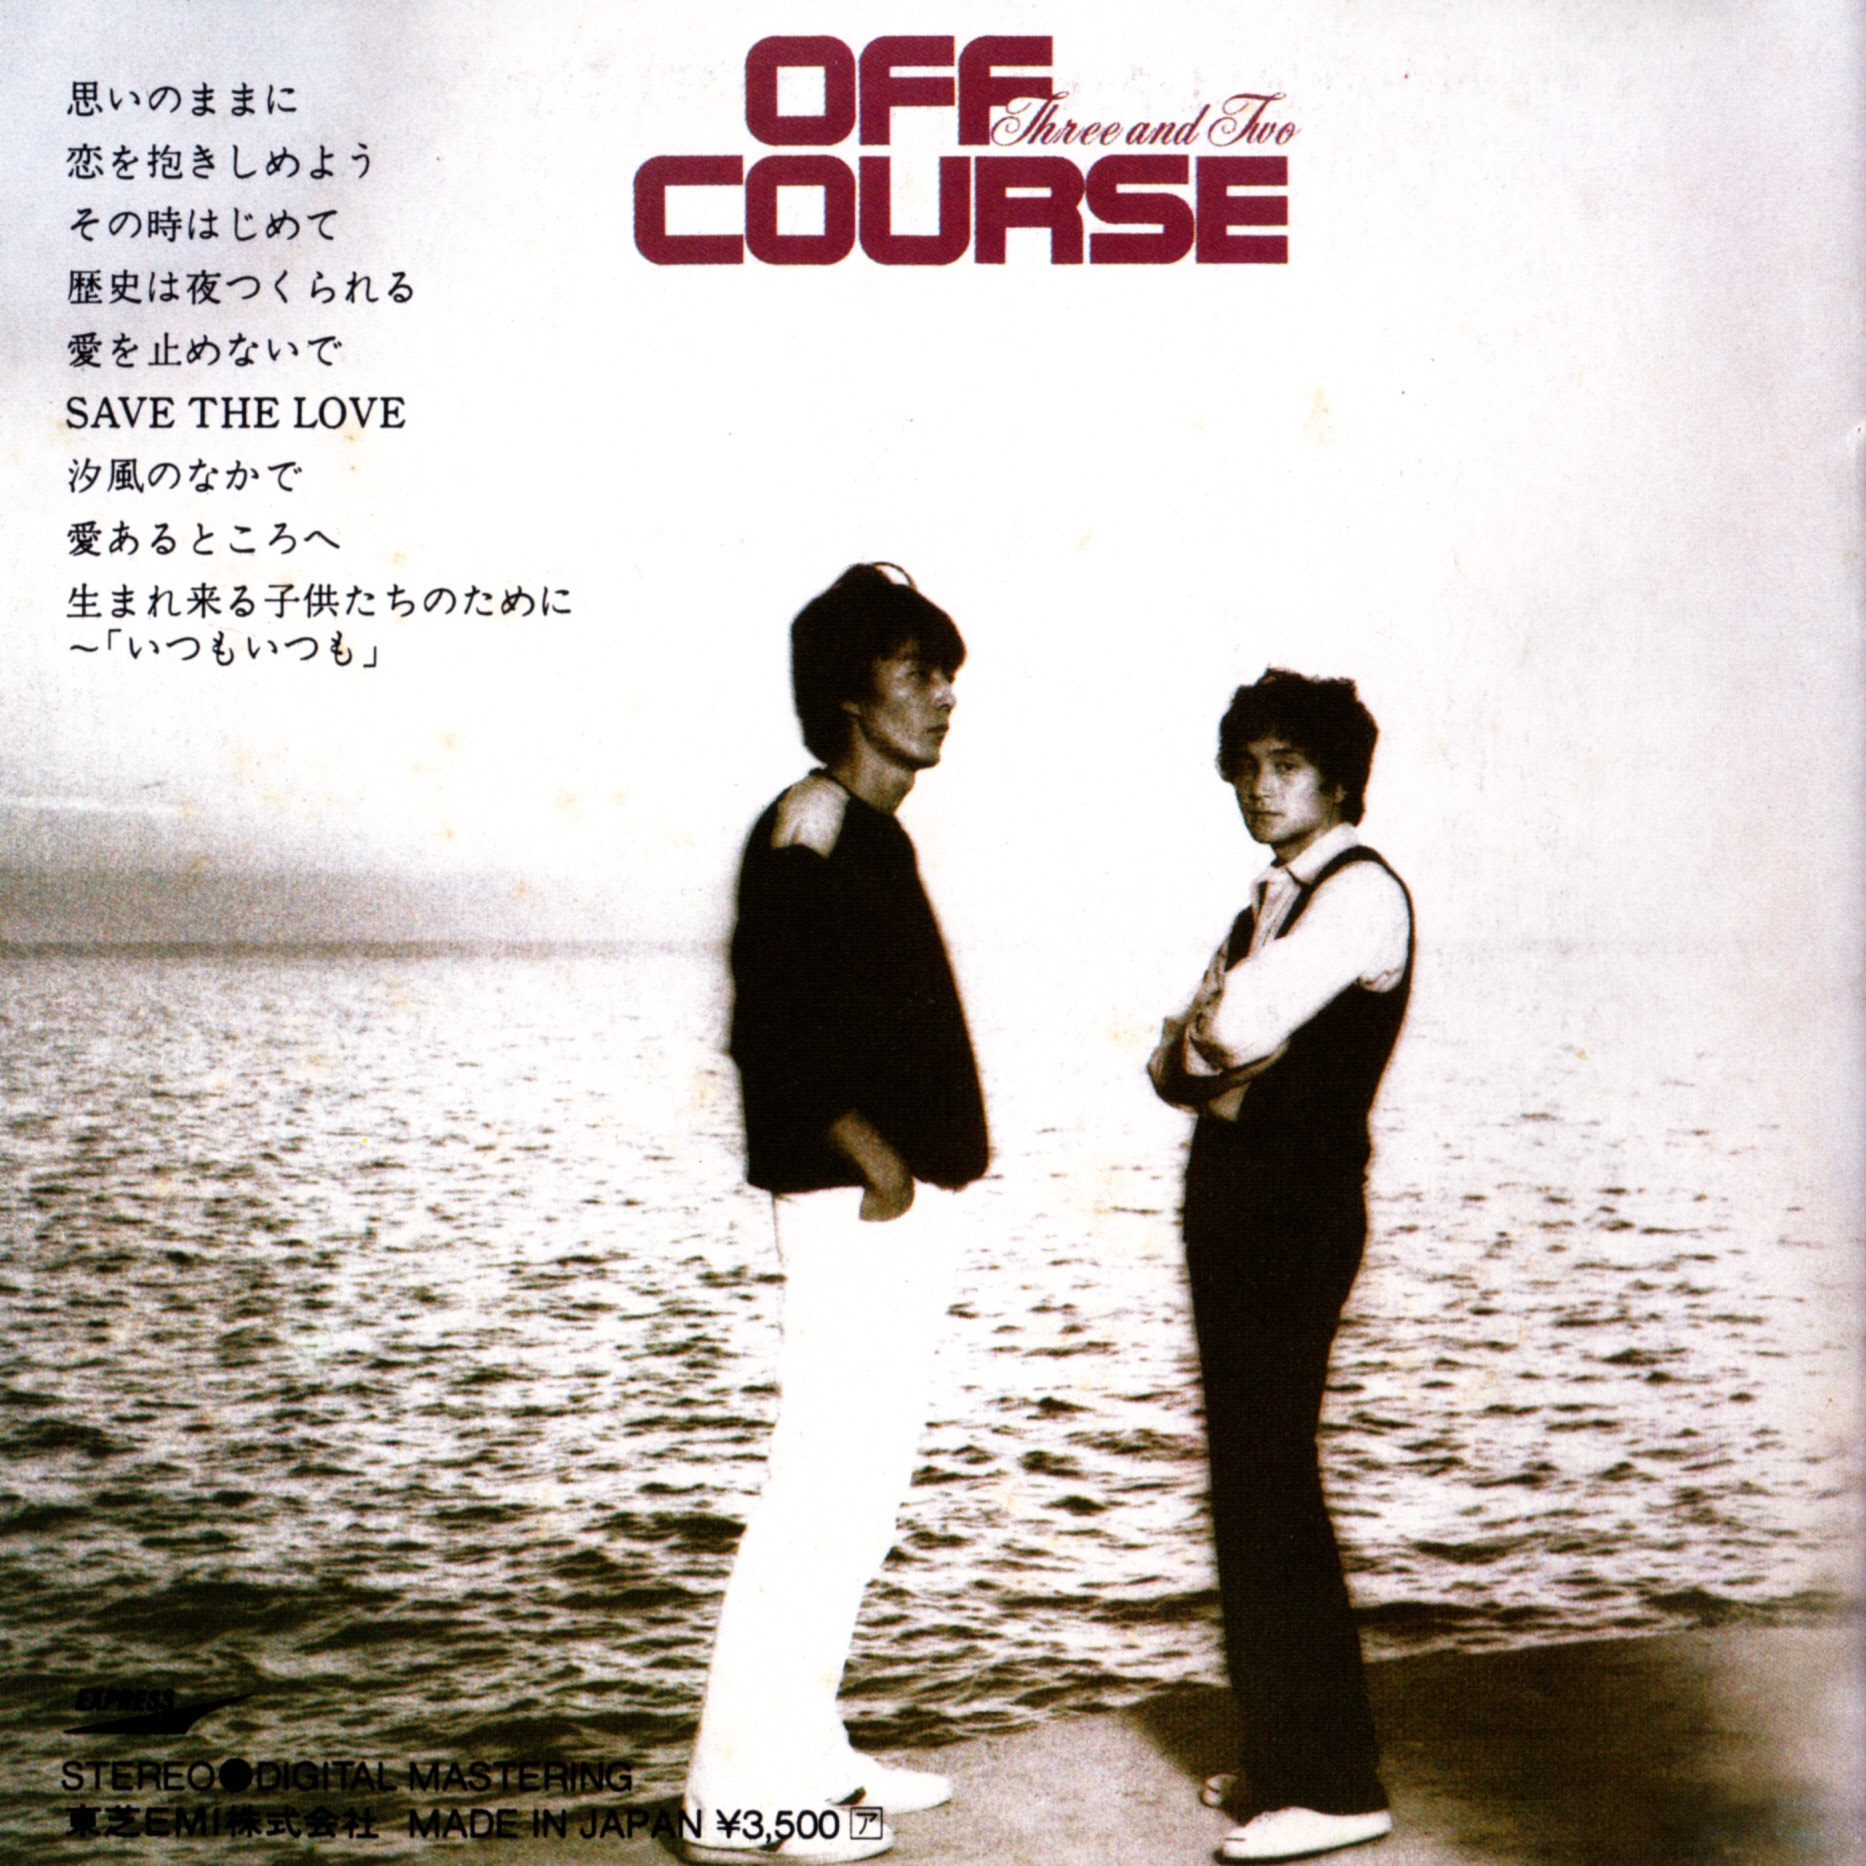 OFF
Three and Two
COURSE
思いのままに
恋を抱きしめよう
その時はじめて
歴史は夜つくられる
愛を止めないで
SAVE THE LOVE
汐風のなかで
愛あるところへ
生まれ来る子供たちのために
～「いつもいつも」
EXPRESS
STEREO●DIGITAL MASTERING
東芝EMI株式会社 MADE IN JAPAN ¥3,500 ア